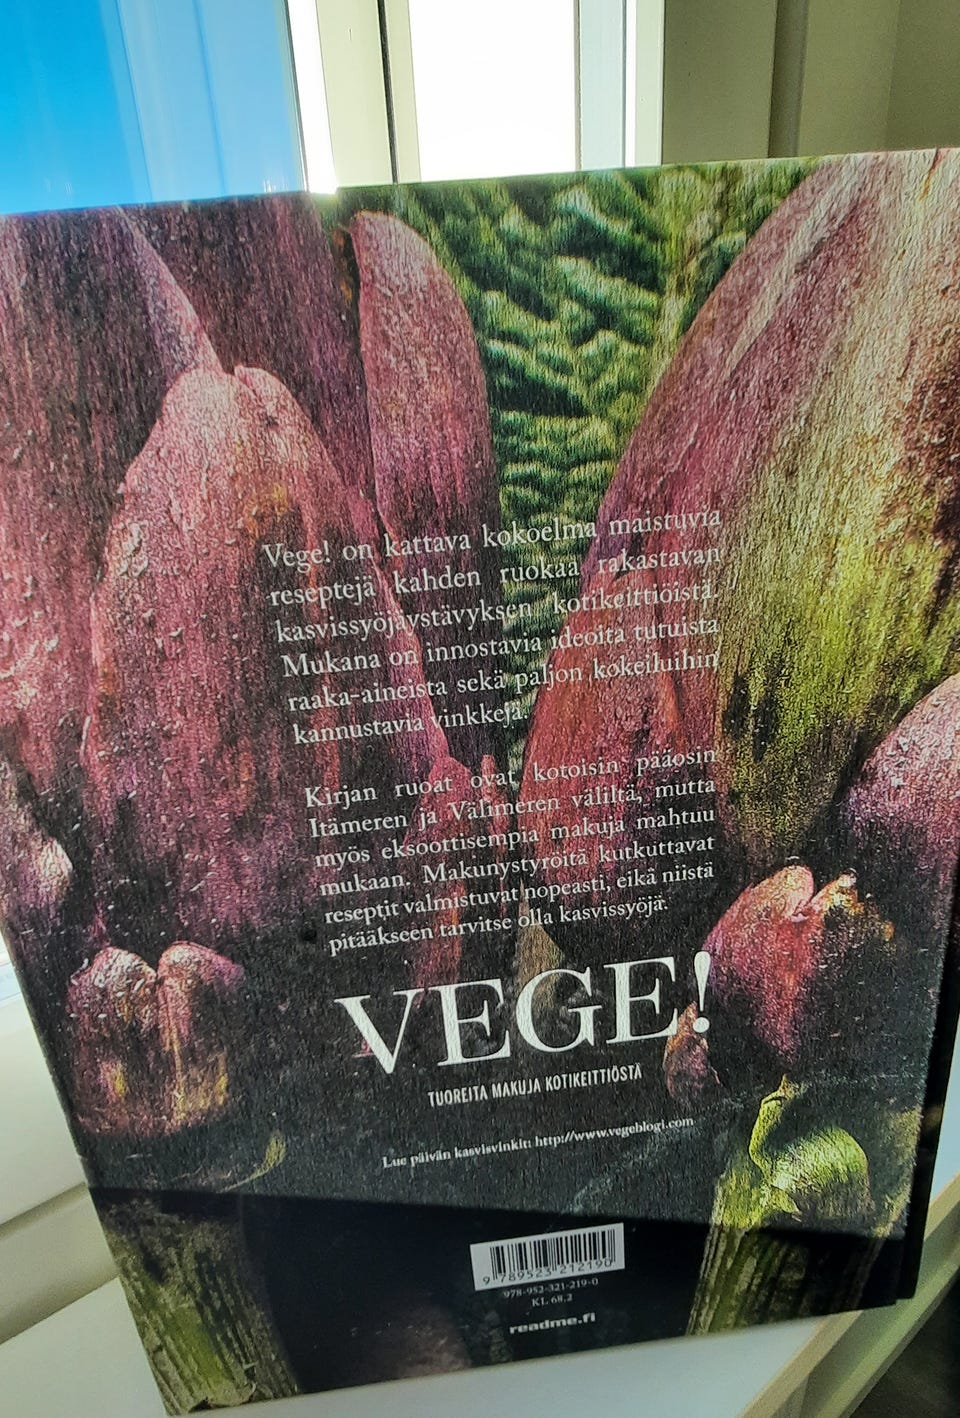 Vege! on kattava kokoelma maistuvia
reseptejä kahden ruokaa rakastavan
kasvissyöjäystävyksen kotikeittiöistä.
Mukana on innostavia ideoita tutuista
raaka-aineista sekä paljon kokeiluihin
kannustavia vinkkejä.
Kirjan ruoat ovat kotoisin pääosin
Itämeren ja Välimeren väliltä, mutta
myös eksoottisempia makuja mahtuu
mukaan. Makunystyröitä kutkuttavat
reseptit valmistuvat nopeasti, eikä niistä
pitääkseen tarvitse olla kasvissyöjä.
VEGE!
TUOREITA MAKUJA KOTIKEITTIÖSTÄ
Lue päivän kasvisvinkit: http://www.vegeblogi.com
9 789523 212190
978-952-321-219-0
KL 68.2
readme.fi